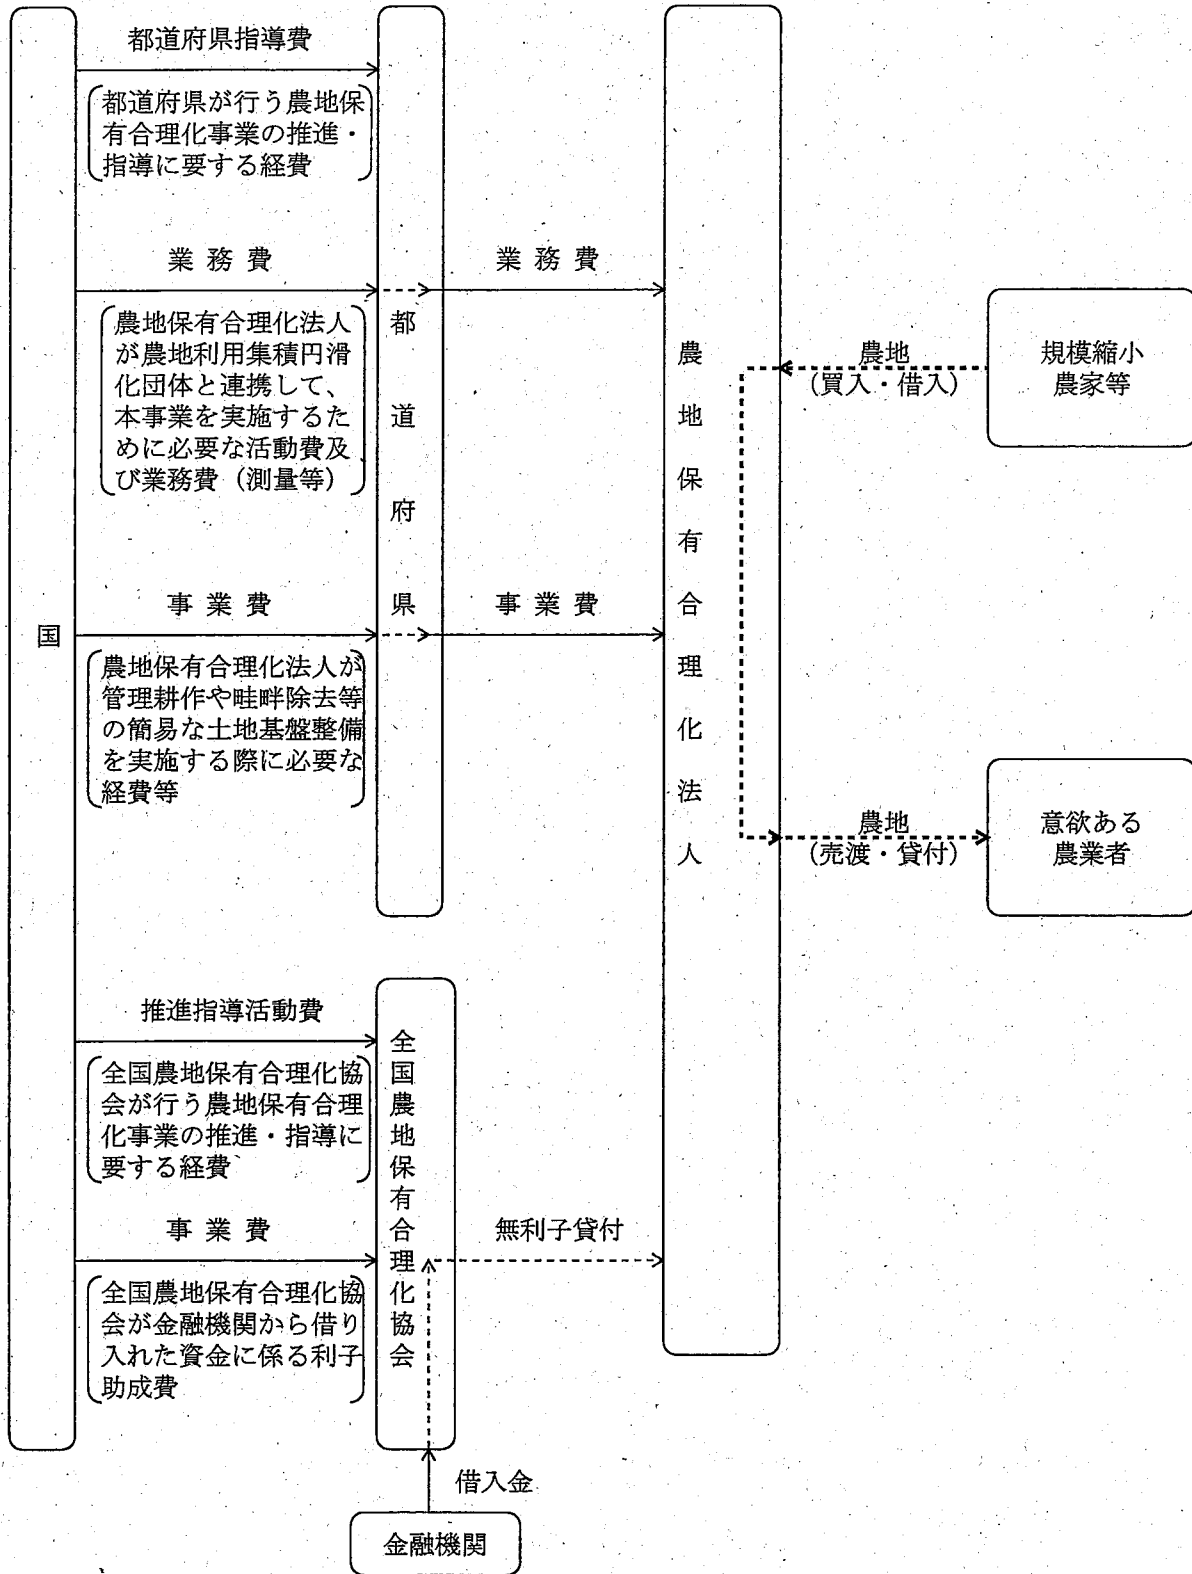 国
都道府県指導費
都道府県が行う農地保
有合理化事業の推進・
指導に要する経費
業務費
農地保有合理化法人
が農地利用集積円滑
化団体と連携して、
本事業を実施するた
めに必要な活動費及
び業務費（測量等）
事業費
農地保有合理化法人が
管理耕作や畦畔除去等
の簡易な土地基盤整備
を実施する際に必要な
経費等
都道府県
業務費
事業費
農地保有合理化法人
農地
（買入・借入）
規模縮小
農家等
農地
（売渡・貸付）
意欲ある
農業者
推進指導活動費
全国農地保有合理化協
会が行う農地保有合理
化事業の推進・指導に
要する経費
事業費
全国農地保有合理化協
会が金融機関から借り
入れた資金に係る利子
助成費
全国農地保有合理化協会
無利子貸付
借入金
金融機関